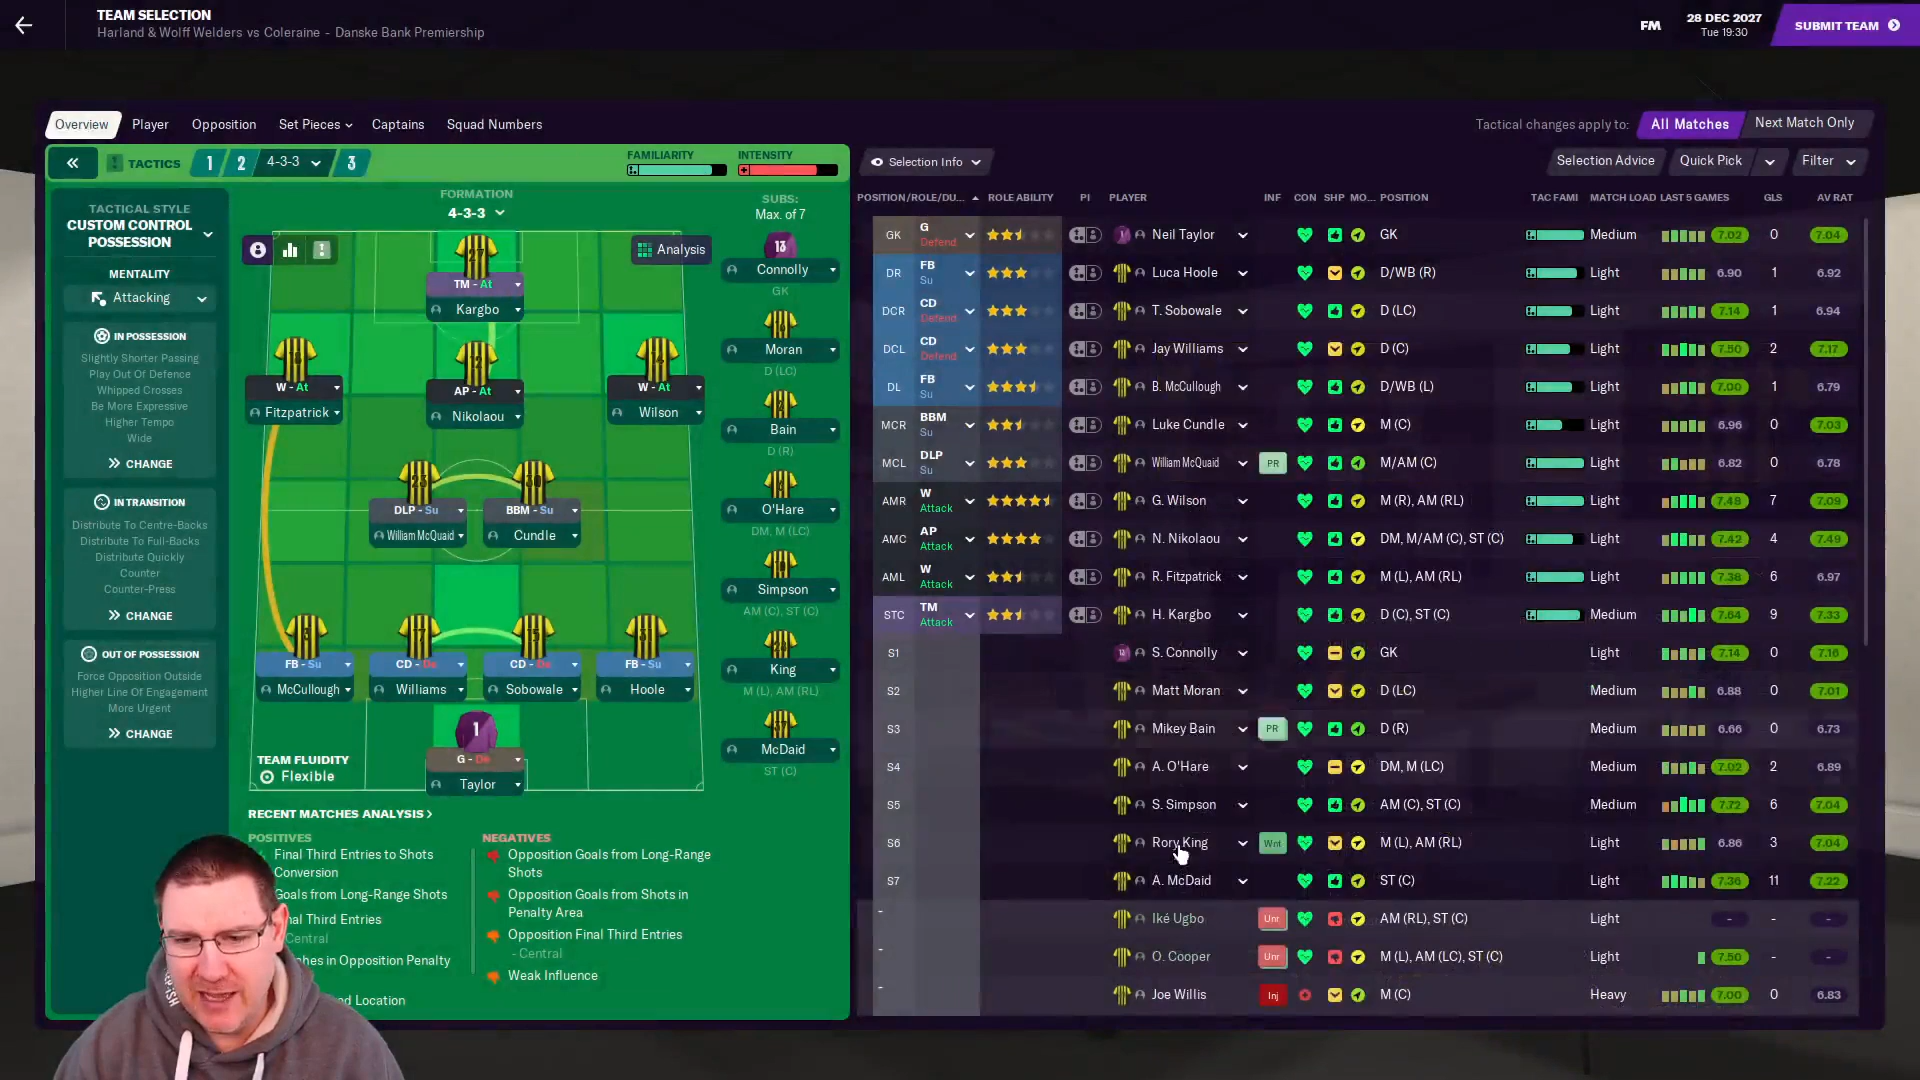 TEAM SELECTION
Harland & Wolff Welders vs Coleraine - Danske Bank Premiership
FM
28 DEC 2027
Tue 19:30
SUBMIT TEAM
Overview
Player
Opposition
Set Pieces
Captains
Squad Numbers
Tactical changes apply to:
All Matches
Next Match Only
TACTICS
1
2
4-3-3
3
FAMILIARITY
INTENSITY
Selection Info
Selection Advice
Quick Pick
Filter
TACTICAL STYLE
CUSTOM CONTROL
POSSESSION
MENTALITY
Attacking
IN POSSESSION
Slightly Shorter Passing
Play Out Of Defence
Whipped Crosses
Be More Expressive
Higher Tempo
Wide
CHANGE
IN TRANSITION
Distribute To Centre-Backs
Distribute To Full-Backs
Distribute Quickly
Counter
Counter-Press
CHANGE
OUT OF POSSESSION
Force Opposition Outside
Higher Line Of Engagement
More Urgent
CHANGE
FORMATION
4-3-3
Analysis
TM - At
Kargbo
W - At
Fitzpatrick
AP - At
Nikolaou
W - At
Wilson
DLP - Su
William McQuaid
BBM - Su
Cundle
FB - Su
McCullough
CD - De
Williams
CD - De
Sobowale
FB - Su
Hoole
1
G - De
Taylor
TEAM FLUIDITY
Flexible
SUBS:
Max. of 7
13
Connolly
GK
Moran
D (LC)
Bain
D (R)
O'Hare
DM, M (LC)
Simpson
AM (C), ST (C)
King
M (L), AM (RL)
McDaid
ST (C)
RECENT MATCHES ANALYSIS >
POSITIVES
Final Third Entries to Shots
Conversion
Goals from Long-Range Shots
nal Third Entries
Central
ches in Opposition Penalty
d Location
NEGATIVES
Opposition Goals from Long-Range
Shots
Opposition Goals from Shots in
Penalty Area
Opposition Final Third Entries
- Central
Weak Influence
POSITION/ROLE/DU... ROLE ABILITY PI PLAYER INF CON SHP MO... POSITION TAC FAMI MATCH LOAD LAST 5 GAMES GLS AV RAT
GK G Defend Neil Taylor GK Medium 7.02 0 7.04
DR FB Su Luca Hoole D/WB (R) Light 6.90 1 6.92
DCR CD Defend T. Sobowale D (LC) Light 7.14 1 6.94
DCL CD Defend Jay Williams D (C) Light 7.50 2 7.17
DL FB Su B. McCullough D/WB (L) Light 7.00 1 6.79
MCR BBM Su Luke Cundle M (C) Light 6.96 0 7.03
MCL DLP Su William McQuaid PR M/AM (C) Light 6.82 0 6.78
AMR W Attack G. Wilson M (R), AM (RL) Light 7.48 7 7.09
AMC AP Attack N. Nikolaou DM, M/AM (C), ST (C) Light 7.42 4 7.49
AML W Attack R. Fitzpatrick M (L), AM (RL) Light 7.38 6 6.97
STC TM Attack H. Kargbo D (C), ST (C) Medium 7.64 9 7.33
S1 S. Connolly GK Light 7.14 0 7.16
S2 Matt Moran D (LC) Medium 6.88 0 7.01
S3 Mikey Bain PR D (R) Medium 6.66 0 6.73
S4 A. O'Hare DM, M (LC) Medium 7.02 2 6.89
S5 S. Simpson AM (C), ST (C) Medium 7.72 6 7.04
S6 Rory King Wnt M (L), AM (RL) Light 6.86 3 7.04
S7 A. McDaid ST (C) Light 7.36 11 7.22
- Iké Ugbo Unr AM (RL), ST (C) Light - - -
- O. Cooper Unr M (L), AM (LC), ST (C) Light 7.50 - -
- Joe Willis Inj M (C) Heavy 7.00 0 6.83